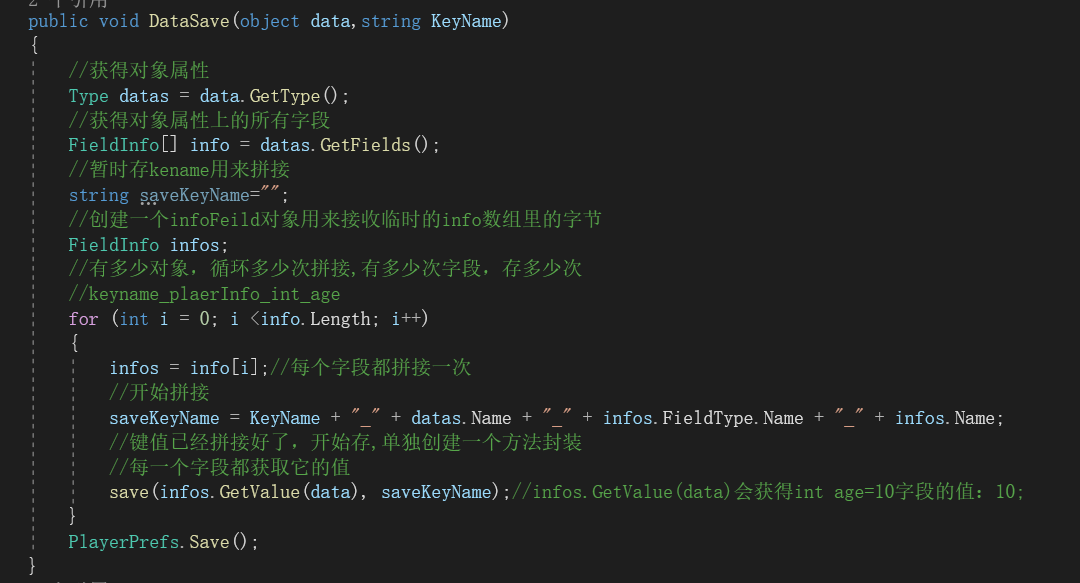 2 个引用
public void DataSave(object data,string KeyName)
{
//获得对象属性
Type datas = data.GetType();
//获得对象属性上的所有字段
FieldInfo[] info = datas.GetFields();
//暂时存kename用来拼接
string saveKeyName="";
//创建一个infoFeild对象用来接收临时的info数组里的字节
FieldInfo infos;
//有多少对象，循环多少次拼接,有多少次字段，存多少次
//keyname_plaerInfo_int_age
for (int i = 0; i <info.Length; i++)
{
infos = info[i];//每个字段都拼接一次
//开始拼接
saveKeyName = KeyName + "_" + datas.Name + "_" + infos.FieldType.Name + "_" + infos.Name;
//键值已经拼接好了，开始存,单独创建一个方法封装
//每一个字段都获取它的值
save(infos.GetValue(data), saveKeyName);//infos.GetValue(data)会获得int age=10字段的值：10;
}
PlayerPrefs.Save();
}